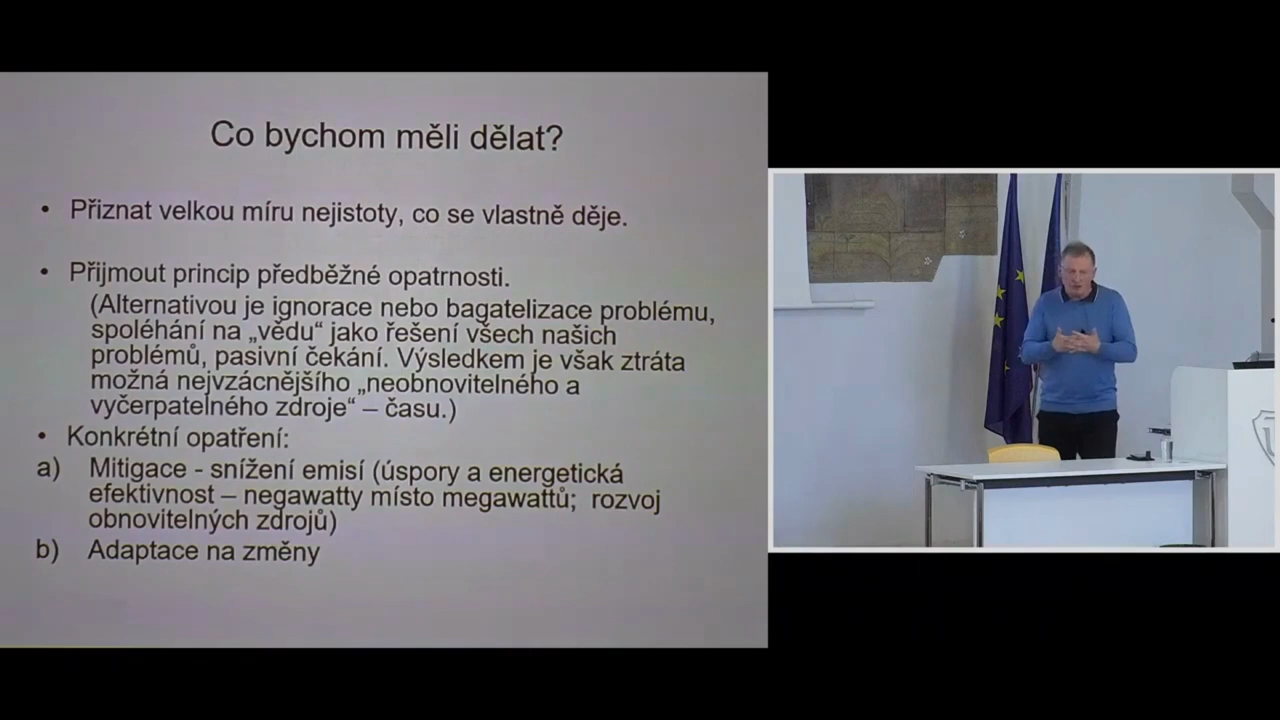 Co bychom měli dělat?
• Přiznat velkou míru nejistoty, co se vlastně děje.
• Přijmout princip předběžné opatrnosti.
(Alternativou je ignorace nebo bagatelizace problému,
spoléhání na „vědu“ jako řešení všech našich
problémů, pasivní čekání. Výsledkem je však ztráta
možná nejvzácnějšího „neobnovitelného a
vyčerpatelného zdroje“ – času.)
• Konkrétní opatření:
a) Mitigace - snížení emisí (úspory a energetická
efektivnost – negawatty místo megawattů; rozvoj
obnovitelných zdrojů)
b) Adaptace na změny